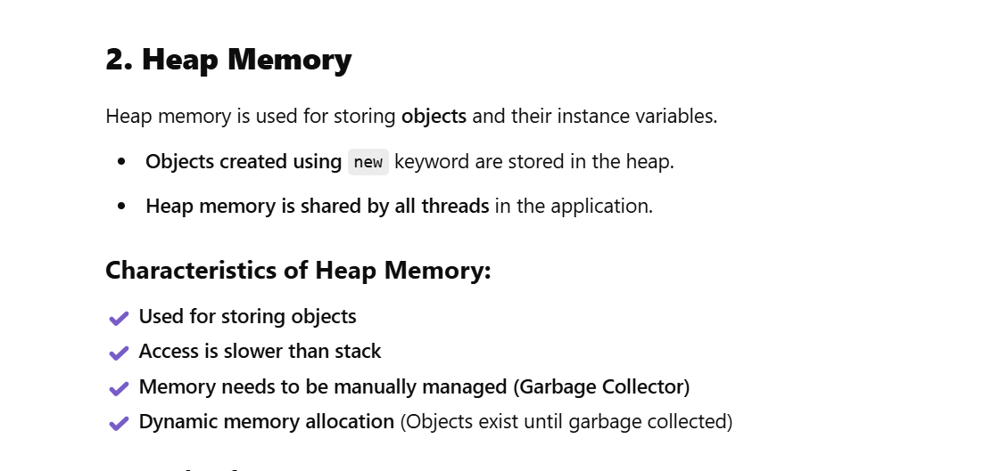 2. Heap Memory
Heap memory is used for storing objects and their instance variables.
• Objects created using new keyword are stored in the heap.
• Heap memory is shared by all threads in the application.
Characteristics of Heap Memory:
✔ Used for storing objects
✔ Access is slower than stack
✔ Memory needs to be manually managed (Garbage Collector)
✔ Dynamic memory allocation (Objects exist until garbage collected)